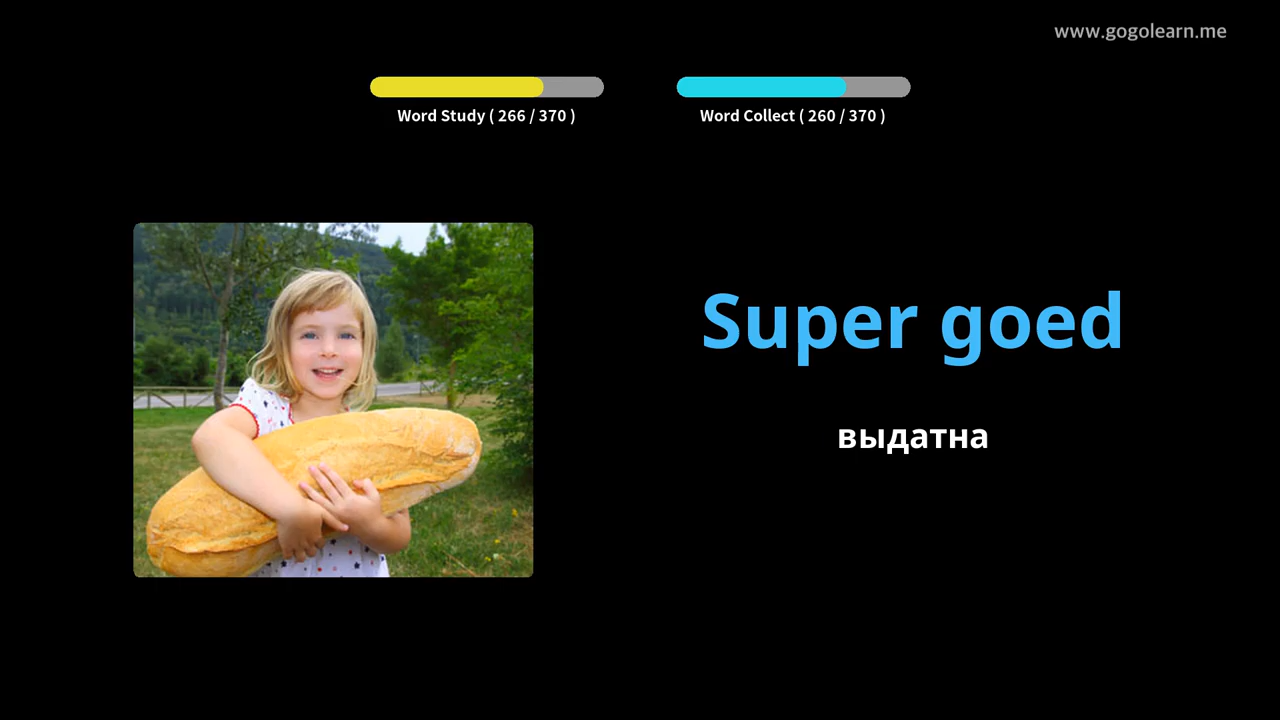 www.gogolearn.me
Word Study ( 266 / 370 )
Word Collect ( 260 / 370 )
Super goed
выдатна